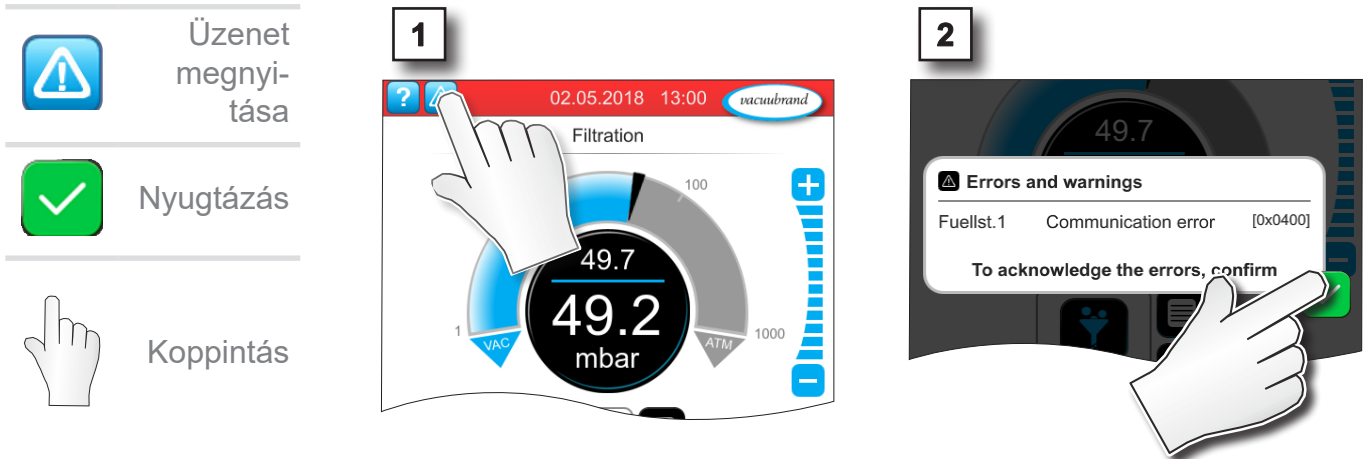 Üzenet
megnyi-
tása
Nyugtázás
Koppintás
1
? 02.05.2018 13:00 vacuubrand
Filtration
100
49.7
49.2
mbar
1
1000
VAC
ATM
+
−
2
49.7
Errors and warnings
Fuellst.1 Communication error [0x0400]
To acknowledge the errors, confirm